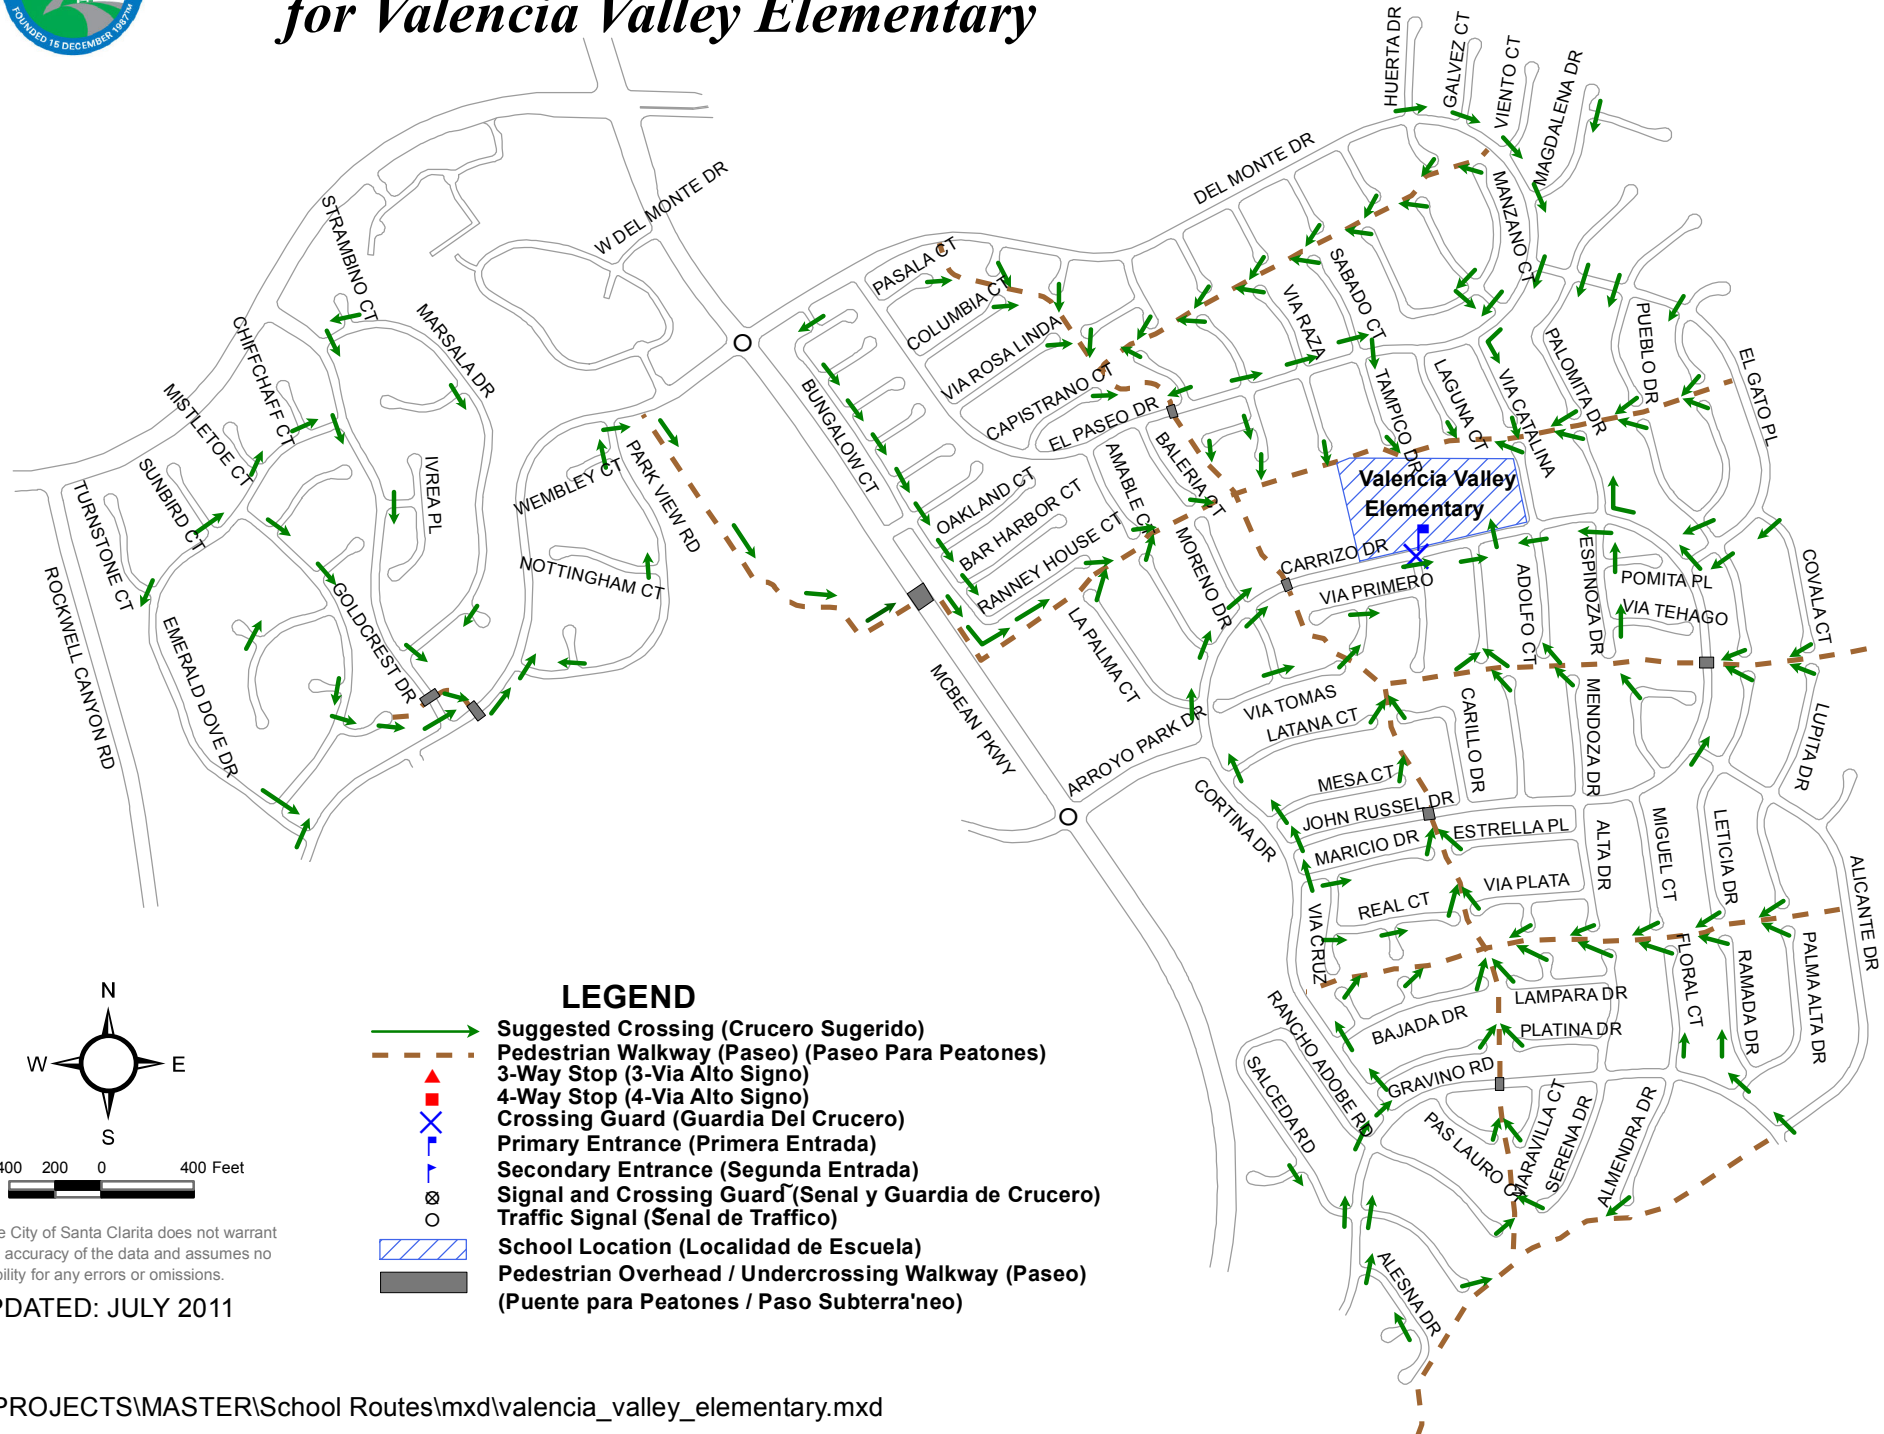 FOUNDED 15 DECEMBER 1987
for Valencia Valley Elementary
HUERTA DR
GALVEZ CT
VIENTO CT
MAGDALENA DR
DEL MONTE DR
MANZANO CT
W DEL MONTE DR
STRAMBINO CT
MARSALA DR
CHIFFCHAFF CT
MISTLETOE CT
SUNBIRD CT
TURNSTONE CT
ROCKWELL CANYON RD
EMERALD DOVE DR
GOLDCREST DR
IVREA PL
WEMBLEY CT
NOTTINGHAM CT
PARK VIEW RD
PASALA CT
COLUMBIA CT
VIA ROSA LINDA
CAPISTRANO CT
EL PASEO DR
BUNGALOW CT
OAKLAND CT
BAR HARBOR CT
RANNEY HOUSE CT
AMABLE CT
BALERIA CT
MORENO DR
LA PALMA CT
MCBEAN PKWY
ARROYO PARK DR
VIA RAZA
SABADO CT
TAMPICO DR
LAGUNA CT
VIA CATALINA
PALOMITA DR
PUEBLO DR
EL GATO PL
Valencia Valley
Elementary
CARRIZO DR
VIA PRIMERO
ADOLFO CT
ESPINOZA DR
POMITA PL
VIA TEHAGO
COVALA CT
LUPITA DR
VIA TOMAS
LATANA CT
MESA CT
JOHN RUSSEL DR
MARICIO DR
ESTRELLA PL
CARILLO DR
MENDOZA DR
CORTINA DR
VIA CRUZ
REAL CT
VIA PLATA
ALTA DR
MIGUEL CT
LETICIA DR
ALICANTE DR
FLORAL CT
RAMADA DR
PALMA ALTA DR
LAMPARA DR
PLATINA DR
BAJADA DR
GRAVINO RD
RANCHO ADOBE RD
SALCEDA RD
PAS LAURO CT
MARAVILLA CT
SERENA DR
ALMENDRA DR
ALESNA DR
N
W
E
S
400 200 0 400 Feet
LEGEND
Suggested Crossing (Crucero Sugerido)
Pedestrian Walkway (Paseo) (Paseo Para Peatones)
3-Way Stop (3-Via Alto Signo)
4-Way Stop (4-Via Alto Signo)
Crossing Guard (Guardia Del Crucero)
Primary Entrance (Primera Entrada)
Secondary Entrance (Segunda Entrada)
Signal and Crossing Guard (Senal y Guardia de Crucero)
Traffic Signal (Senal de Traffico)
School Location (Localidad de Escuela)
Pedestrian Overhead / Undercrossing Walkway (Paseo)
(Puente para Peatones / Paso Subterra'neo)
e City of Santa Clarita does not warrant
accuracy of the data and assumes no
bility for any errors or omissions.
PDATED: JULY 2011
PROJECTS\MASTER\School Routes\mxd\valencia_valley_elementary.mxd